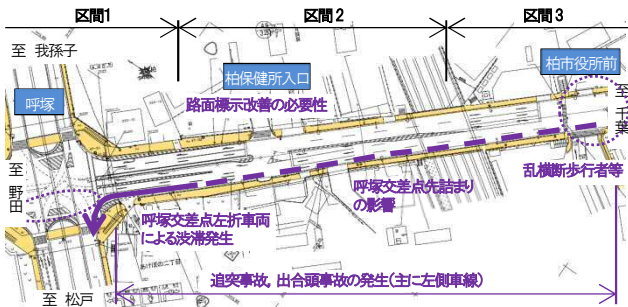 区間1
区間2
区間3
至 我孫子
柏保健所入口
柏市役所前
呼塚
路面標示改善の必要性
至 千葉
至 野田
乱横断歩行者等
呼塚交差点先詰まり
の影響
呼塚交差点左折車両
による渋滞発生
追突事故，出合頭事故の発生(主に左側車線)
至 松戸